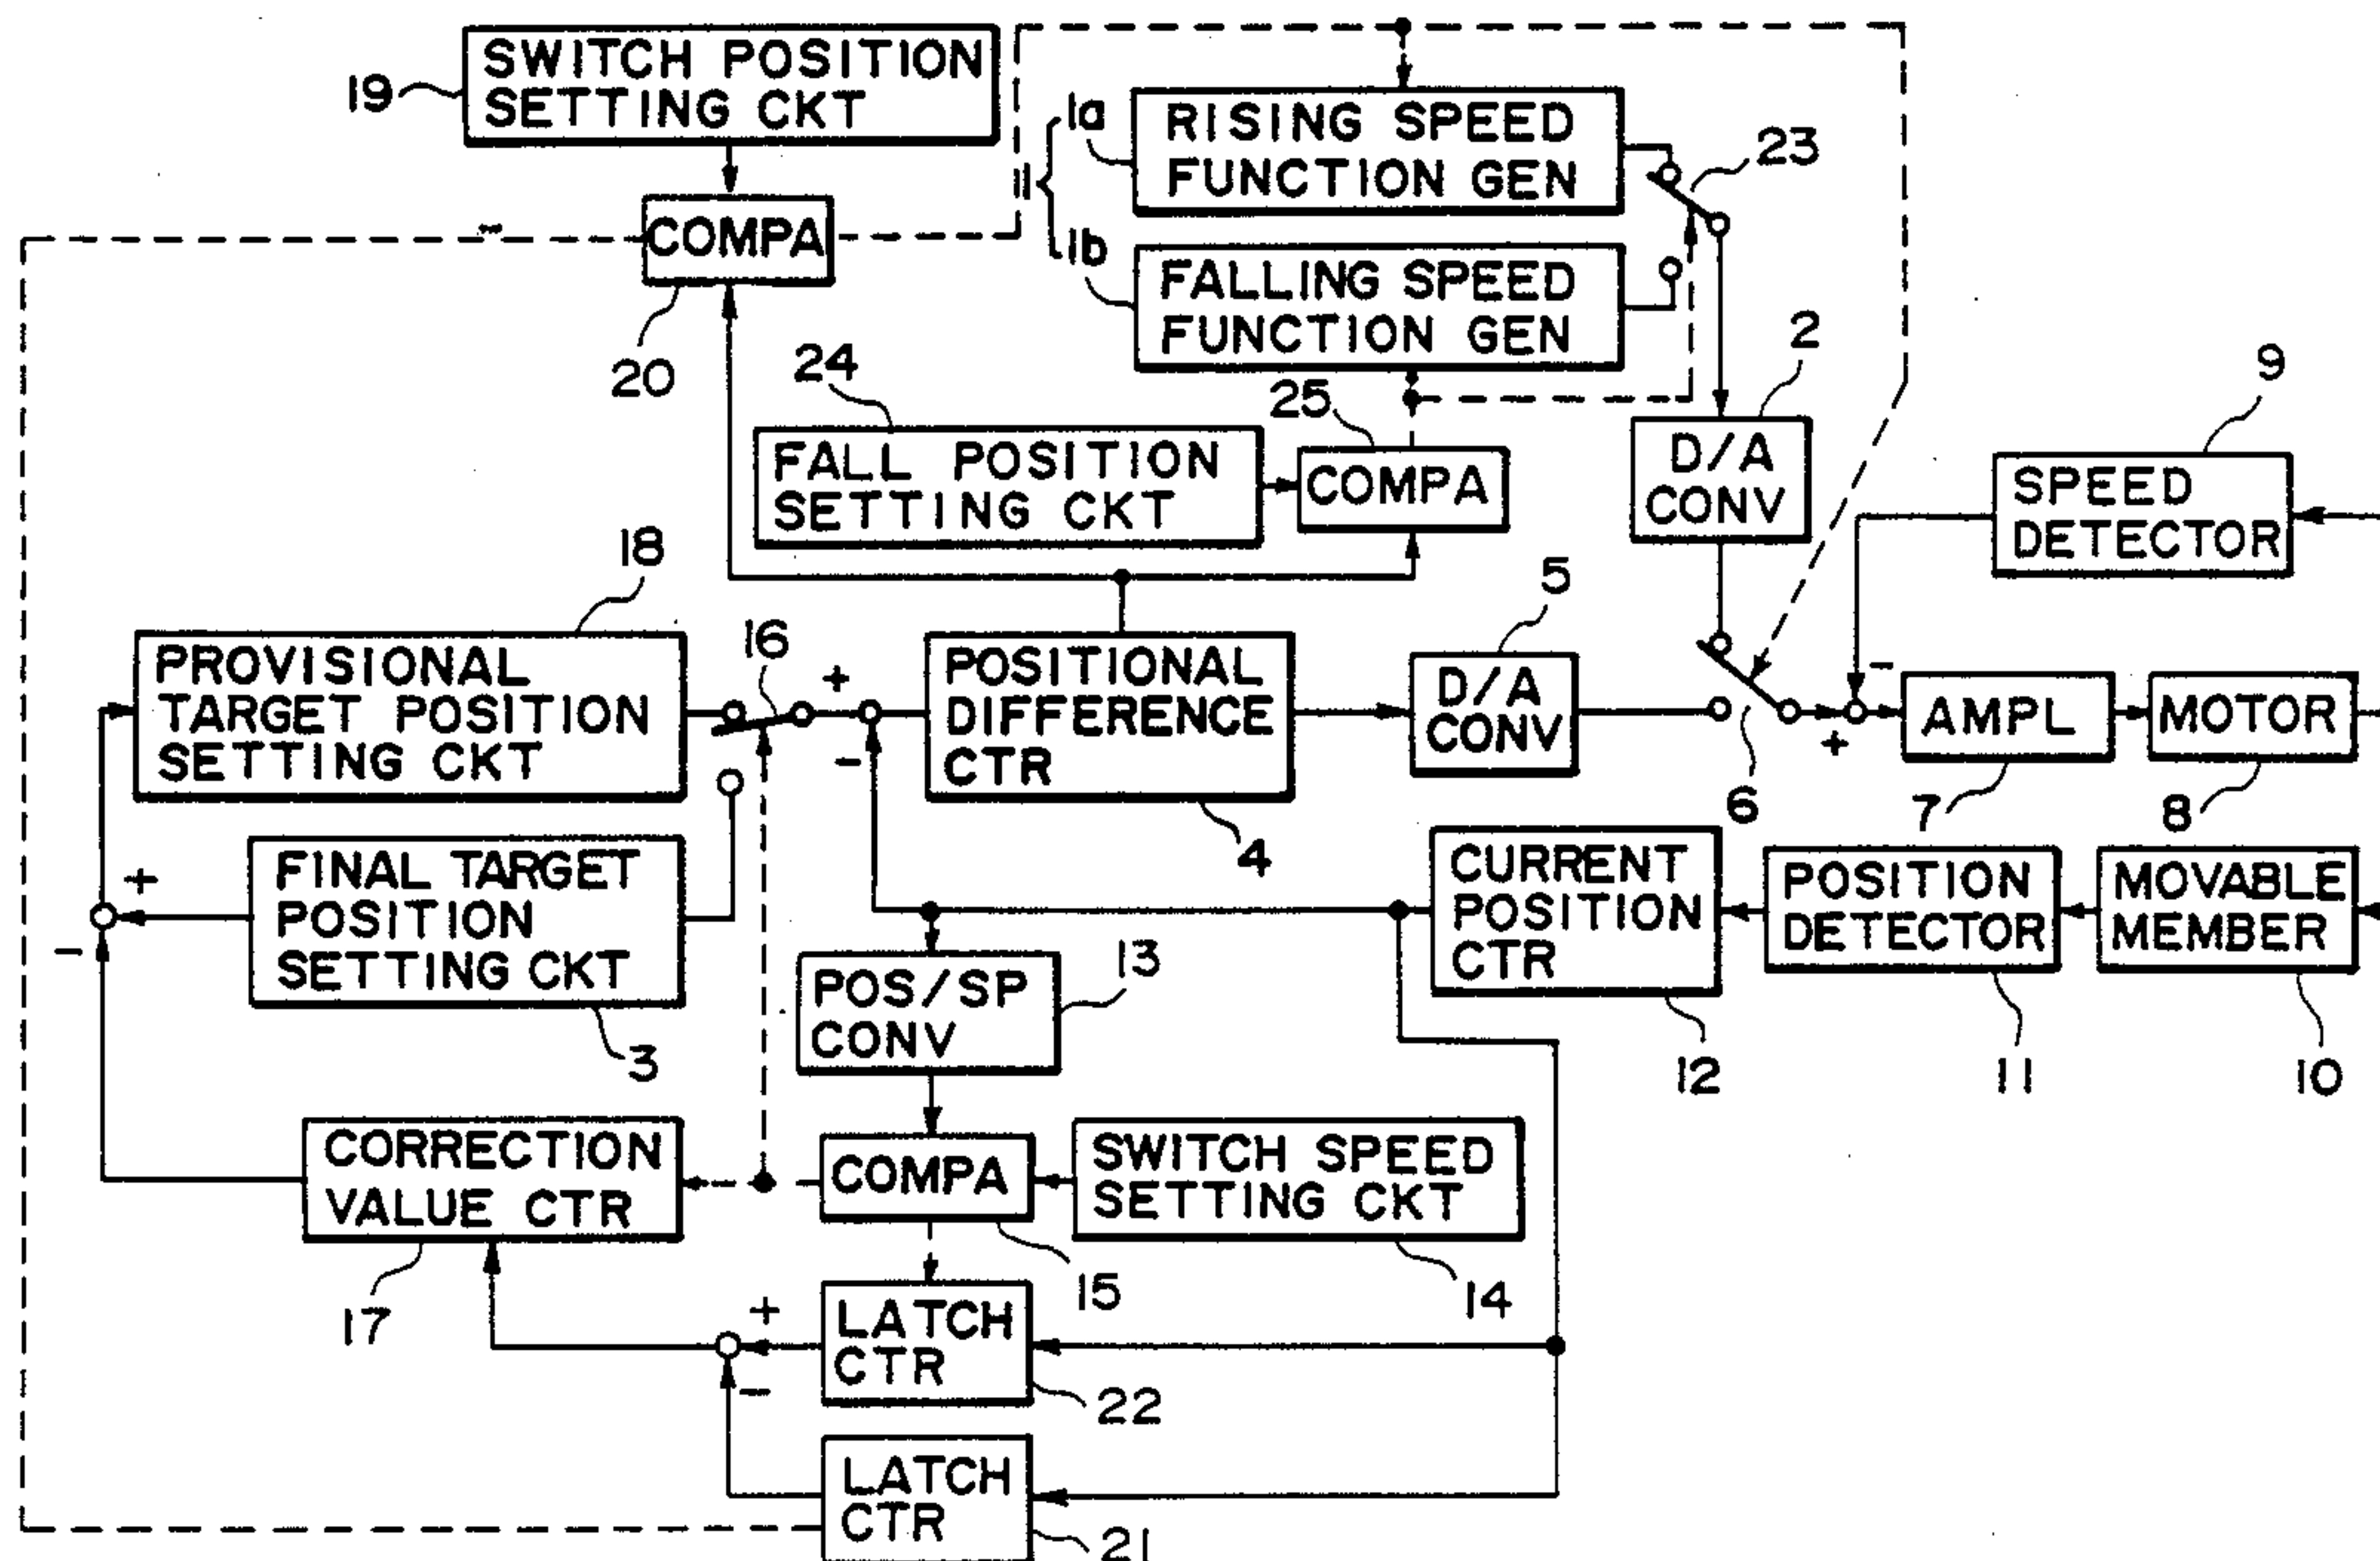 SWITCH POSITION
SETTING CKT
19
1a
RISING SPEED
FUNCTION GEN
23
1
COMPA
20
1b
FALLING SPEED
FUNCTION GEN
2
9
24
25
FALL POSITION
SETTING CKT
COMPA
D/A
CONV
SPEED
DETECTOR
18
16
5
PROVISIONAL
TARGET POSITION
SETTING CKT
+
-
POSITIONAL
DIFFERENCE
CTR
4
D/A
CONV
6
-
+
AMPL
7
MOTOR
8
+
-
FINAL TARGET
POSITION
SETTING CKT
3
CURRENT
POSITION
CTR
12
POSITION
DETECTOR
11
MOVABLE
MEMBER
10
POS/SP
CONV
13
CORRECTION
VALUE CTR
17
COMPA
15
SWITCH SPEED
SETTING CKT
14
+
-
LATCH
CTR
22
LATCH
CTR
21